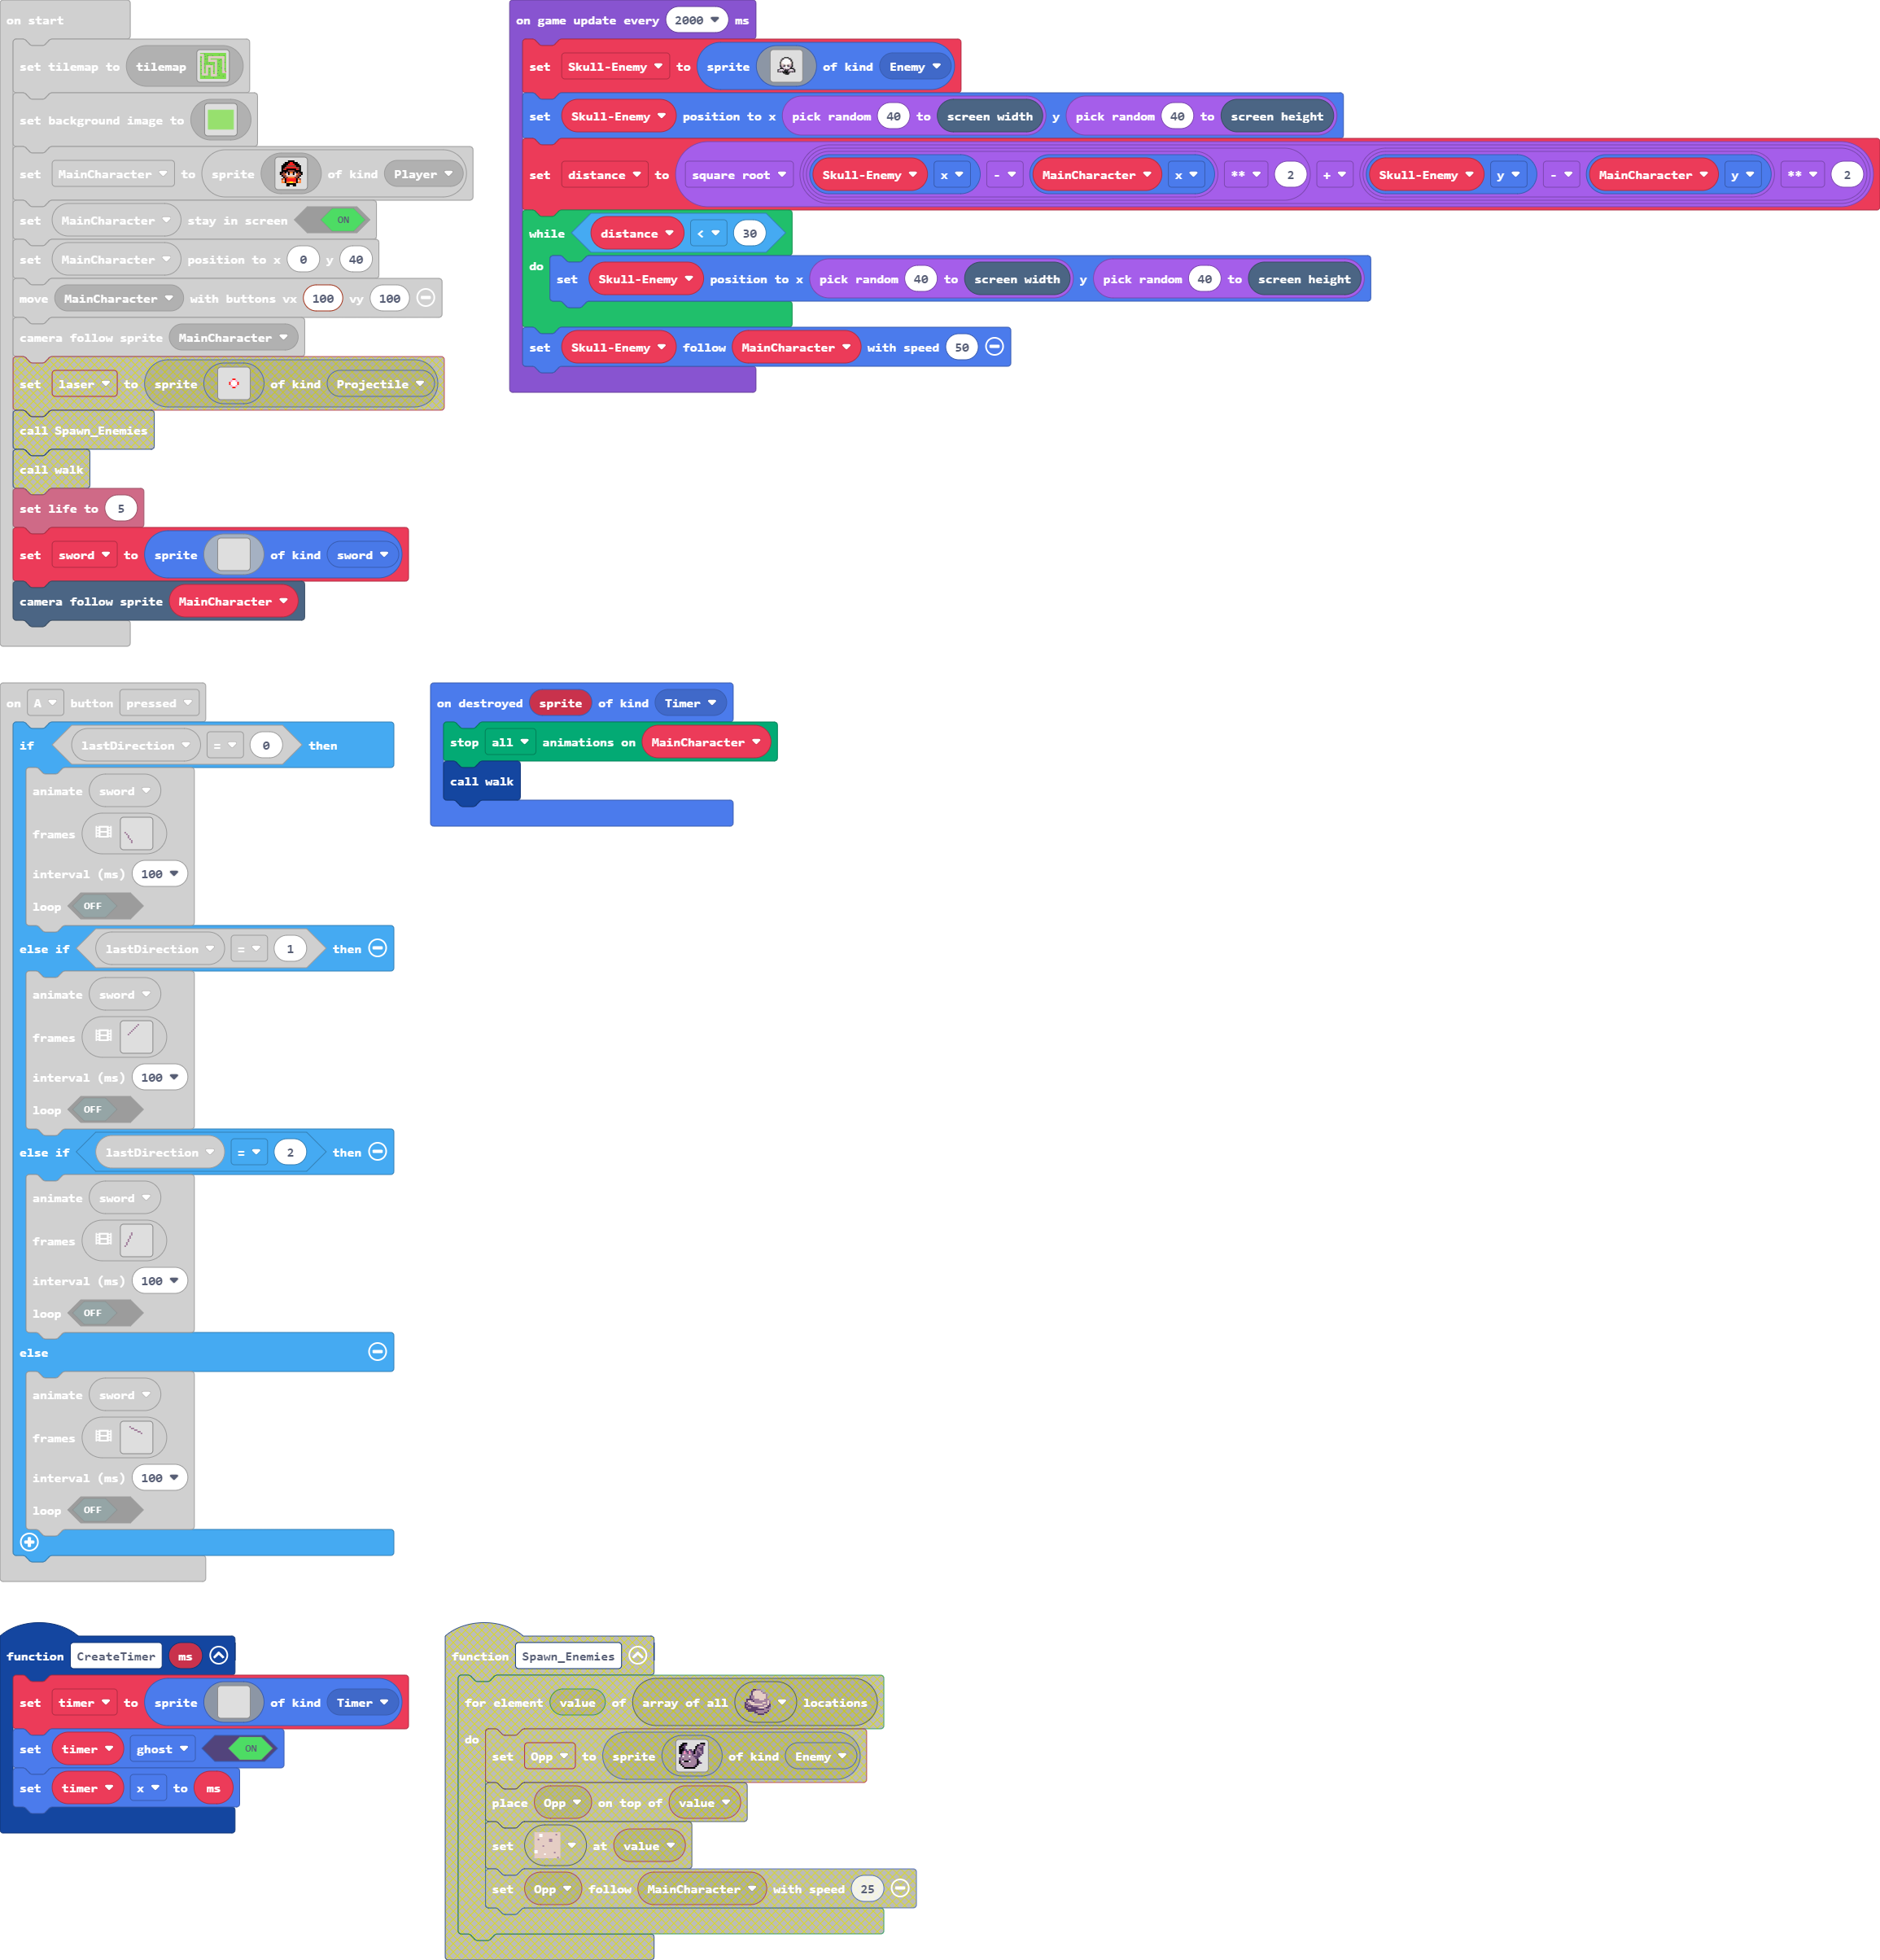 on start
set tilemap to tilemap
set background image to
set MainCharacter to sprite of kind Player
set MainCharacter stay in screen ON
set MainCharacter position to x 0 y 40
move MainCharacter with buttons vx 100 vy 100
camera follow sprite MainCharacter
set laser to sprite of kind Projectile
call Spawn_Enemies
call walk
set life to 5
set sword to sprite of kind sword
camera follow sprite MainCharacter
on game update every 2000 ms
set Skull-Enemy to sprite of kind Enemy
set Skull-Enemy position to x pick random 40 to screen width y pick random 40 to screen height
set distance to square root Skull-Enemy x - MainCharacter x ** 2 + Skull-Enemy y - MainCharacter y ** 2
while distance < 30
do set Skull-Enemy position to x pick random 40 to screen width y pick random 40 to screen height
set Skull-Enemy follow MainCharacter with speed 50
on A button pressed
if lastDirection = 0 then
animate sword
frames
interval (ms) 100
loop OFF
else if lastDirection = 1 then
animate sword
frames
interval (ms) 100
loop OFF
else if lastDirection = 2 then
animate sword
frames
interval (ms) 100
loop OFF
else
animate sword
frames
interval (ms) 100
loop OFF
on destroyed sprite of kind Timer
stop all animations on MainCharacter
call walk
function CreateTimer ms
set timer to sprite of kind Timer
set timer ghost ON
set timer x to ms
function Spawn_Enemies
for element value of array of all locations
do set Opp to sprite of kind Enemy
place Opp on top of value
set at value
set Opp follow MainCharacter with speed 25